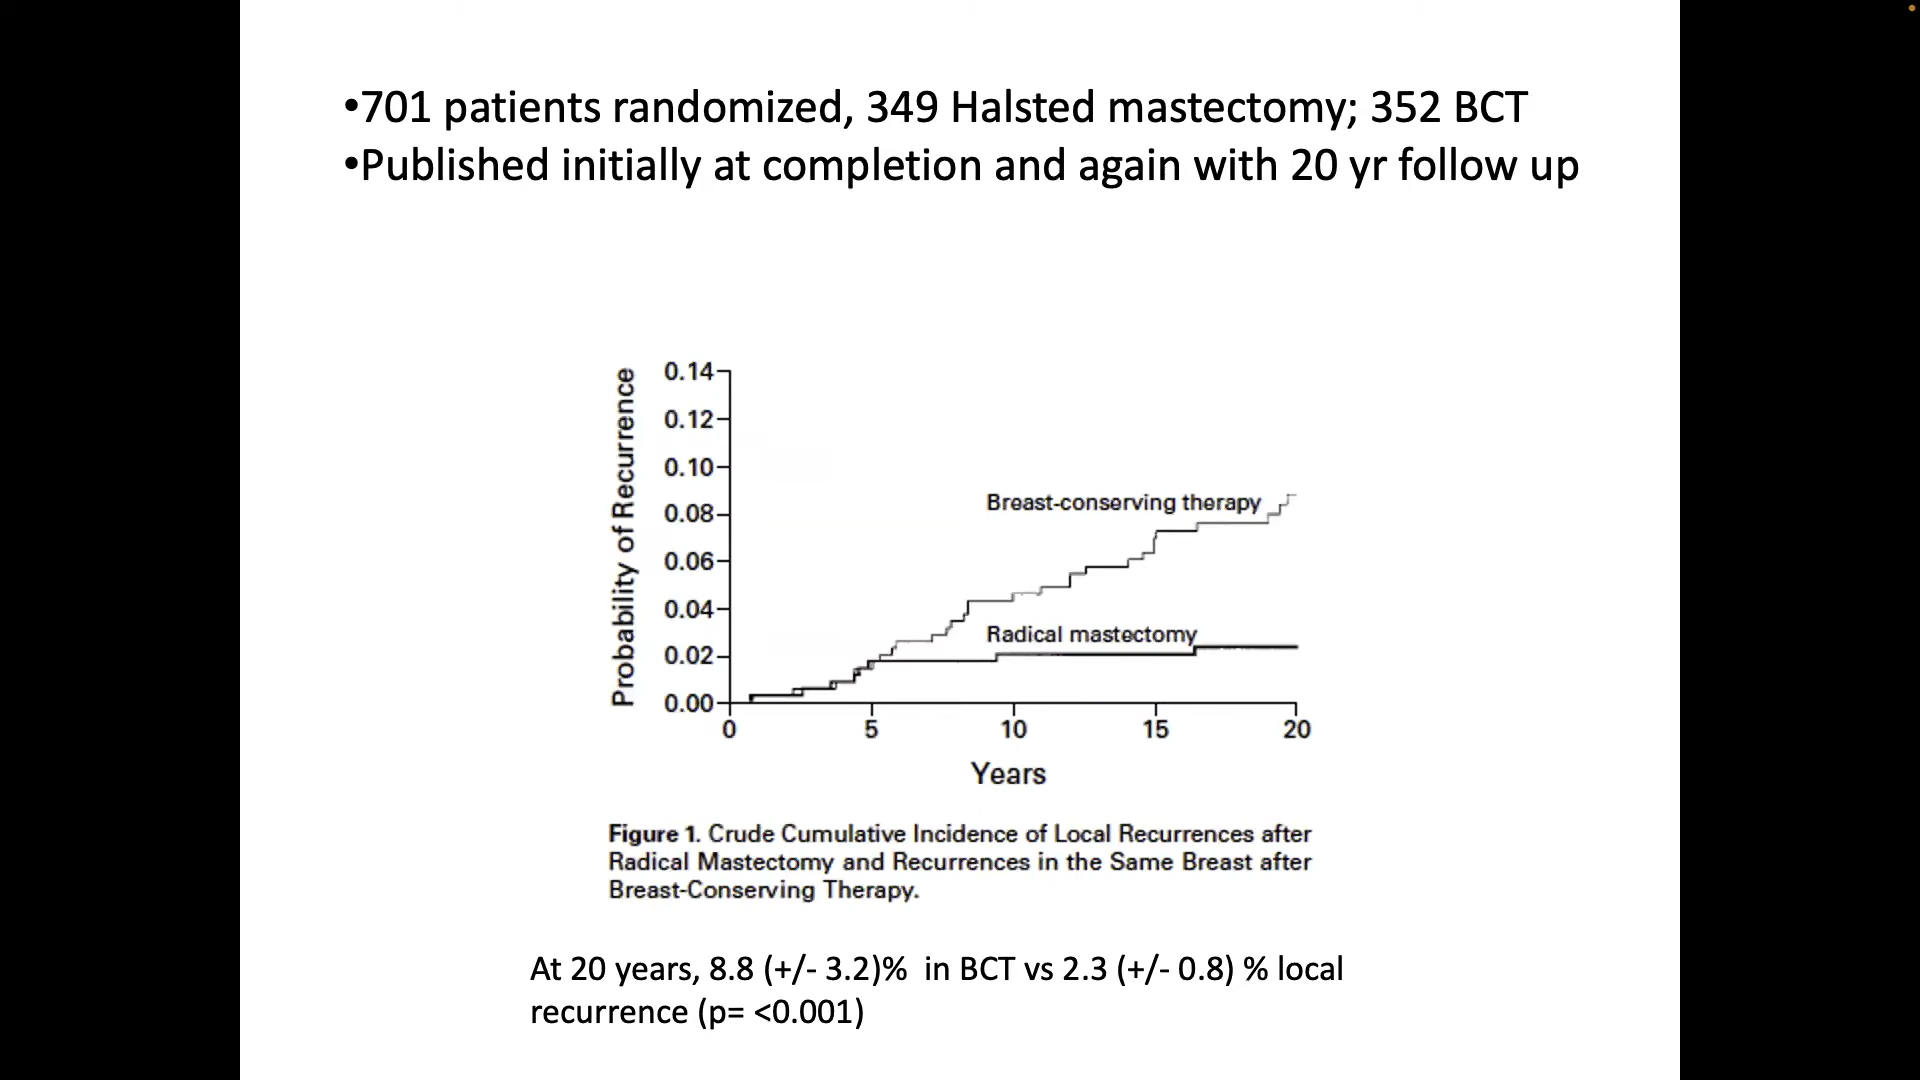 •701 patients randomized, 349 Halsted mastectomy; 352 BCT
•Published initially at completion and again with 20 yr follow up
Probability of Recurrence
0.14
0.12
0.10
0.08
0.06
0.04
0.02
0.00
Breast-conserving therapy
Radical mastectomy
0 5 10 15 20
Years
Figure 1. Crude Cumulative Incidence of Local Recurrences after
Radical Mastectomy and Recurrences in the Same Breast after
Breast-Conserving Therapy.
At 20 years, 8.8 (+/- 3.2)%  in BCT vs 2.3 (+/- 0.8) % local
recurrence (p= <0.001)